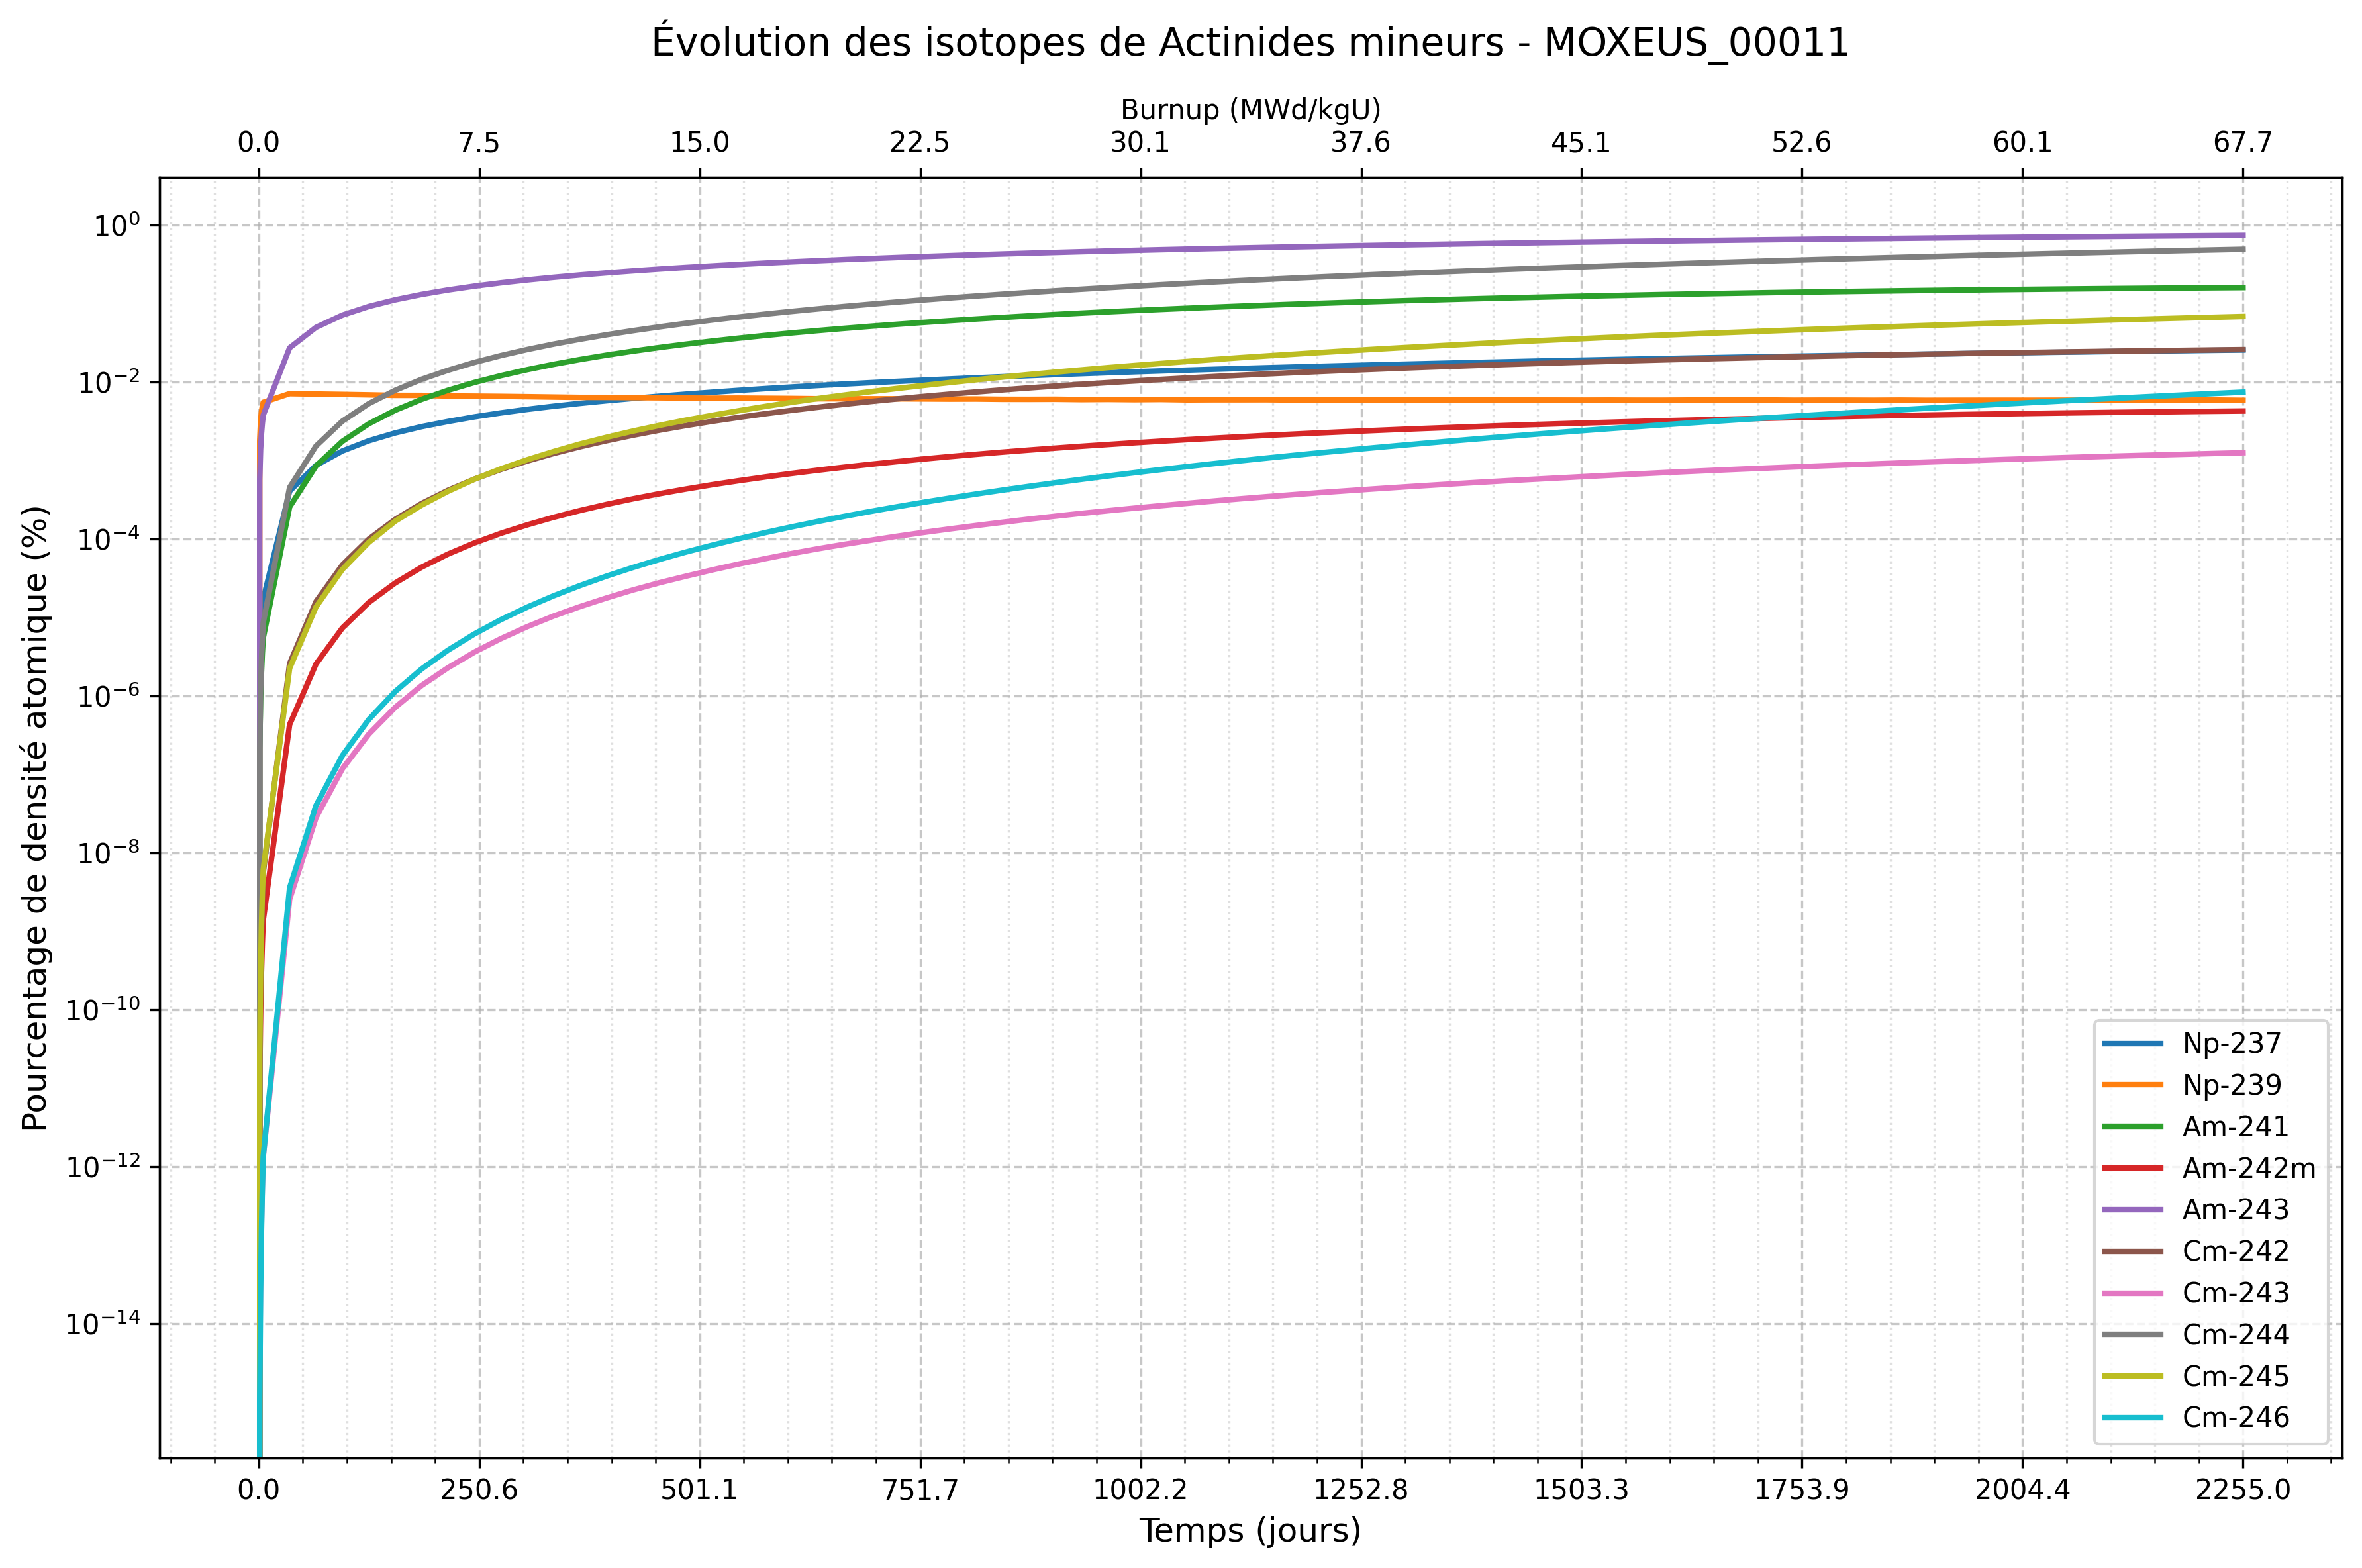 Évolution des isotopes de Actinides mineurs - MOXEUS_00011
Burnup (MWd/kgU)
0.0 7.5 15.0 22.5 30.1 37.6 45.1 52.6 60.1 67.7
Pourcentage de densité atomique (%)
10⁰
10⁻²
10⁻⁴
10⁻⁶
10⁻⁸
10⁻¹⁰
10⁻¹²
10⁻¹⁴
Np-237
Np-239
Am-241
Am-242m
Am-243
Cm-242
Cm-243
Cm-244
Cm-245
Cm-246
0.0 250.6 501.1 751.7 1002.2 1252.8 1503.3 1753.9 2004.4 2255.0
Temps (jours)